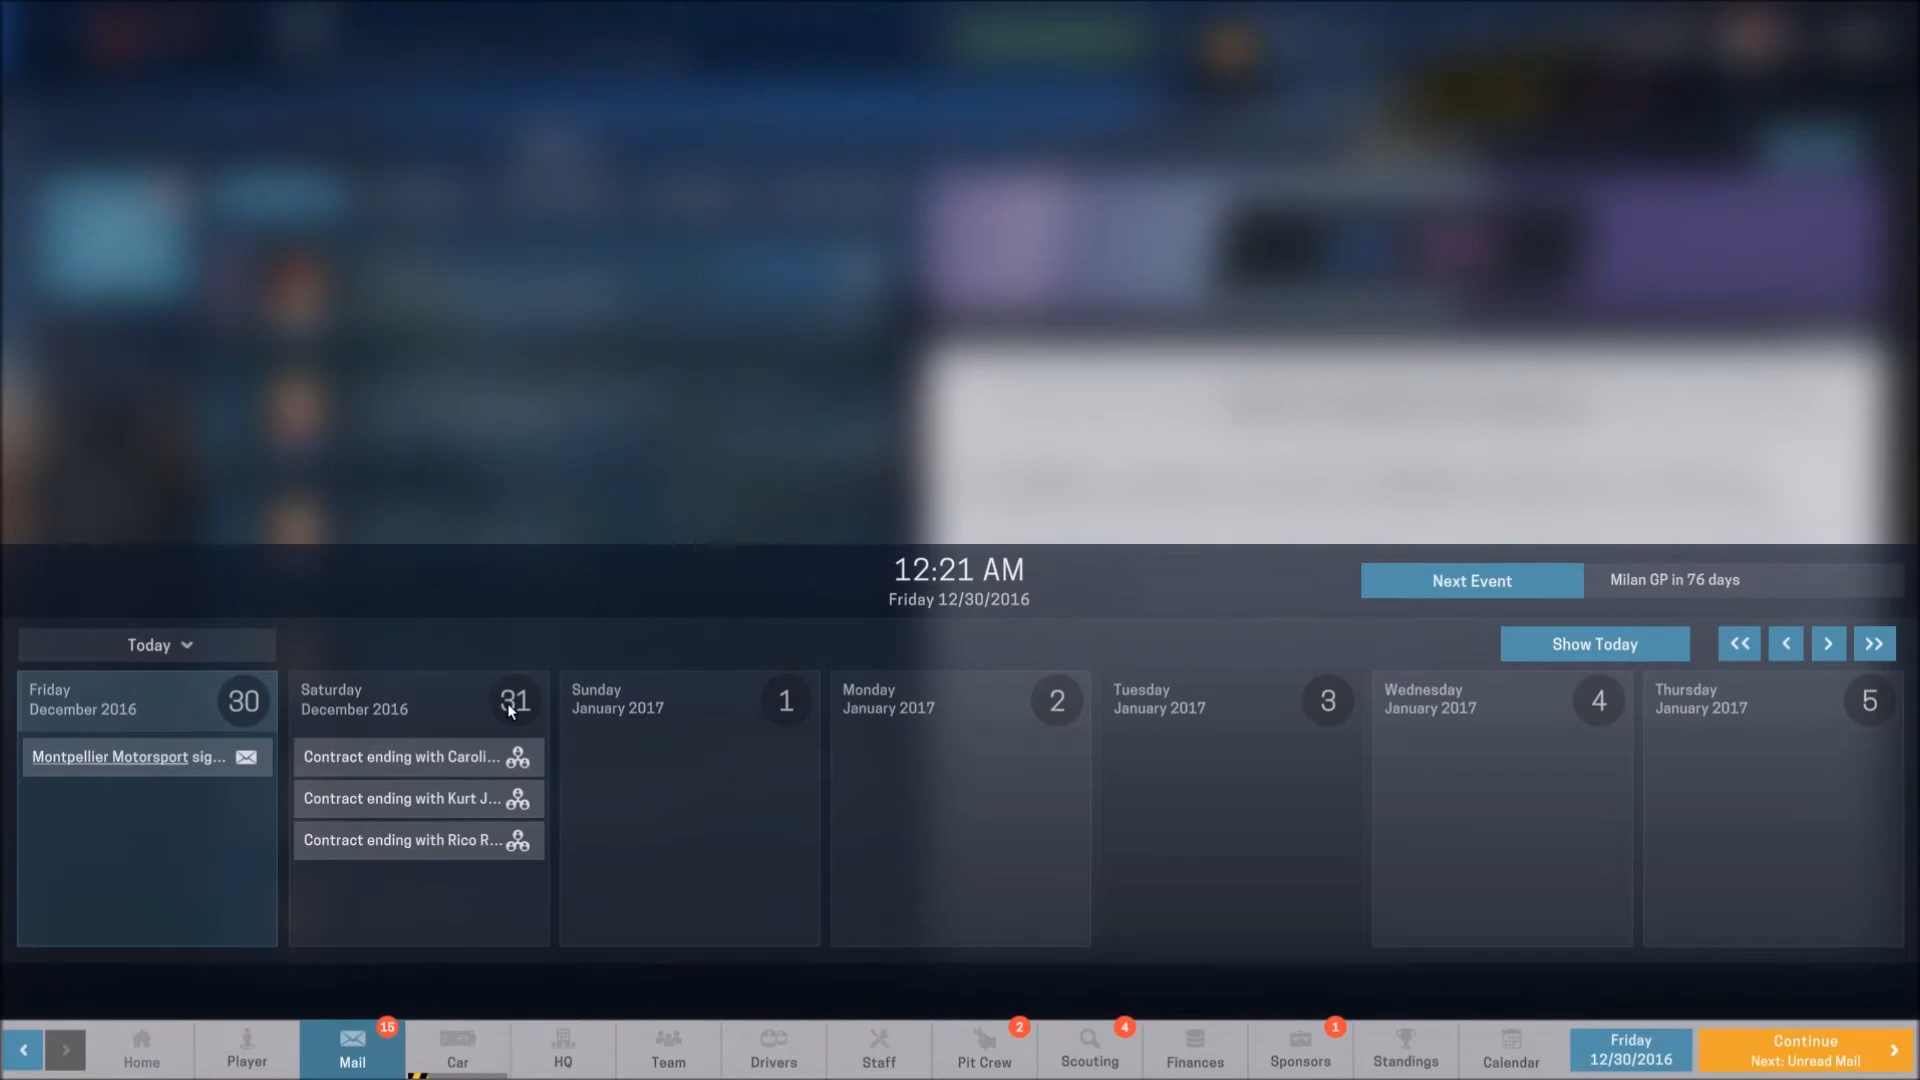 12:21 AM
Friday 12/30/2016
Next Event
Milan GP in 76 days
Today
Show Today
<< < > >>
Friday
December 2016
30
Montpellier Motorsport sig...
Saturday
December 2016
31
Contract ending with Caroli...
Contract ending with Kurt J...
Contract ending with Rico R...
Sunday
January 2017
1
Monday
January 2017
2
Tuesday
January 2017
3
Wednesday
January 2017
4
Thursday
January 2017
5
Home
Player
15
Mail
Car
HQ
Team
Drivers
Staff
2
Pit Crew
4
Scouting
Finances
1
Sponsors
Standings
Calendar
Friday
12/30/2016
Continue
Next: Unread Mail